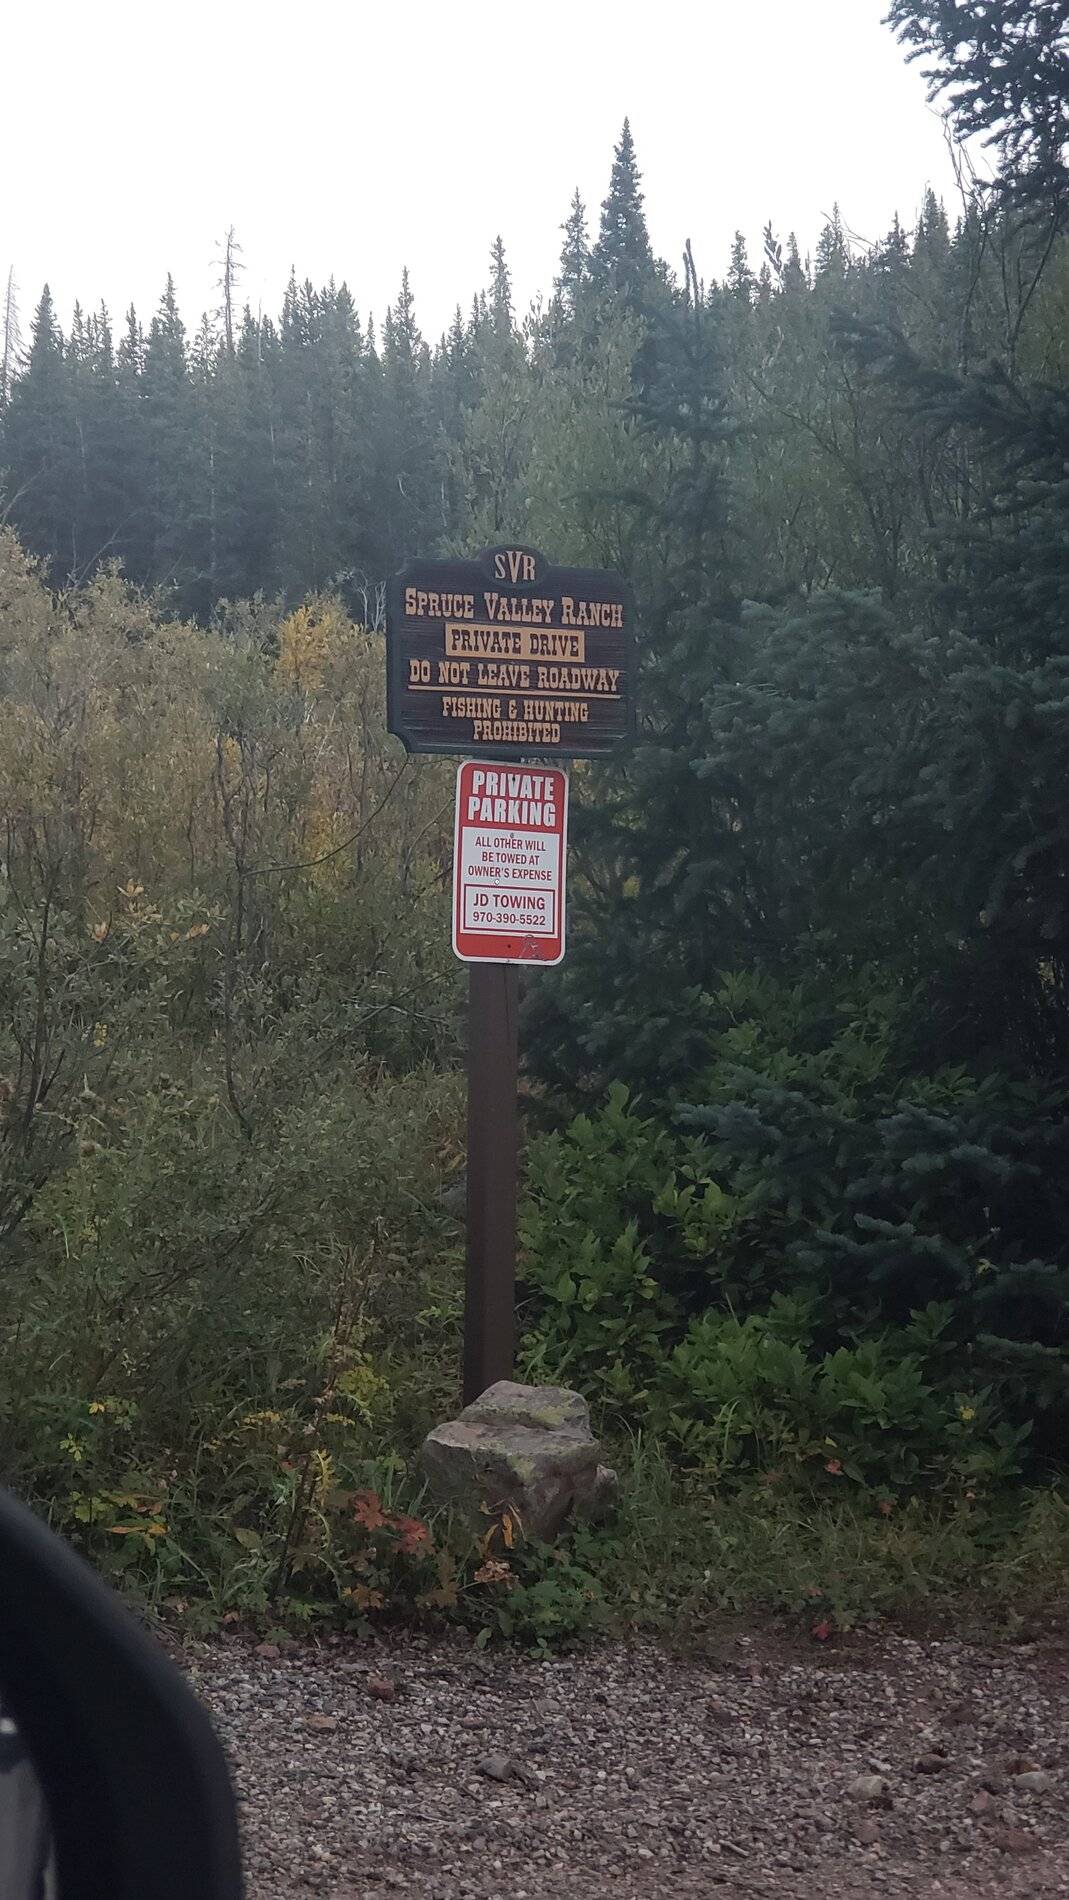 SVR
SPRUCE VALLEY RANCH
PRIVATE DRIVE
DO NOT LEAVE ROADWAY
FISHING & HUNTING
PROHIBITED
PRIVATE
PARKING
ALL OTHER WILL
BE TOWED AT
OWNER'S EXPENSE
JD TOWING
970-390-5522